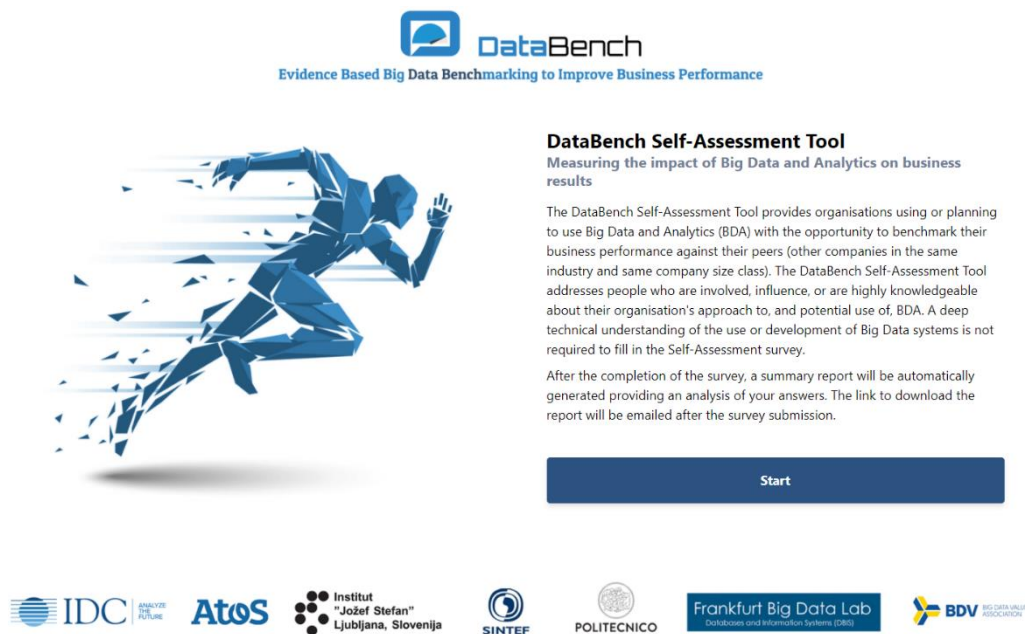 DataBench
Evidence Based Big Data Benchmarking to Improve Business Performance
DataBench Self-Assessment Tool
Measuring the impact of Big Data and Analytics on business
results
The DataBench Self-Assessment Tool provides organisations using or planning
to use Big Data and Analytics (BDA) with the opportunity to benchmark their
business performance against their peers (other companies in the same
industry and same company size class). The DataBench Self-Assessment Tool
addresses people who are involved, influence, or are highly knowledgeable
about their organisation's approach to, and potential use of, BDA. A deep
technical understanding of the use or development of Big Data systems is not
required to fill in the Self-Assessment survey.
After the completion of the survey, a summary report will be automatically
generated providing an analysis of your answers. The link to download the
report will be emailed after the survey submission.
Start
IDC
ANALYZE
THE
FUTURE
Atos
Institut
"Jožef Stefan"
Ljubljana, Slovenija
SINTEF
POLITECNICO
Frankfurt Big Data Lab
Databases and Information Systems (DBIS)
BDV
BIG DATA VALUE
ASSOCIATION